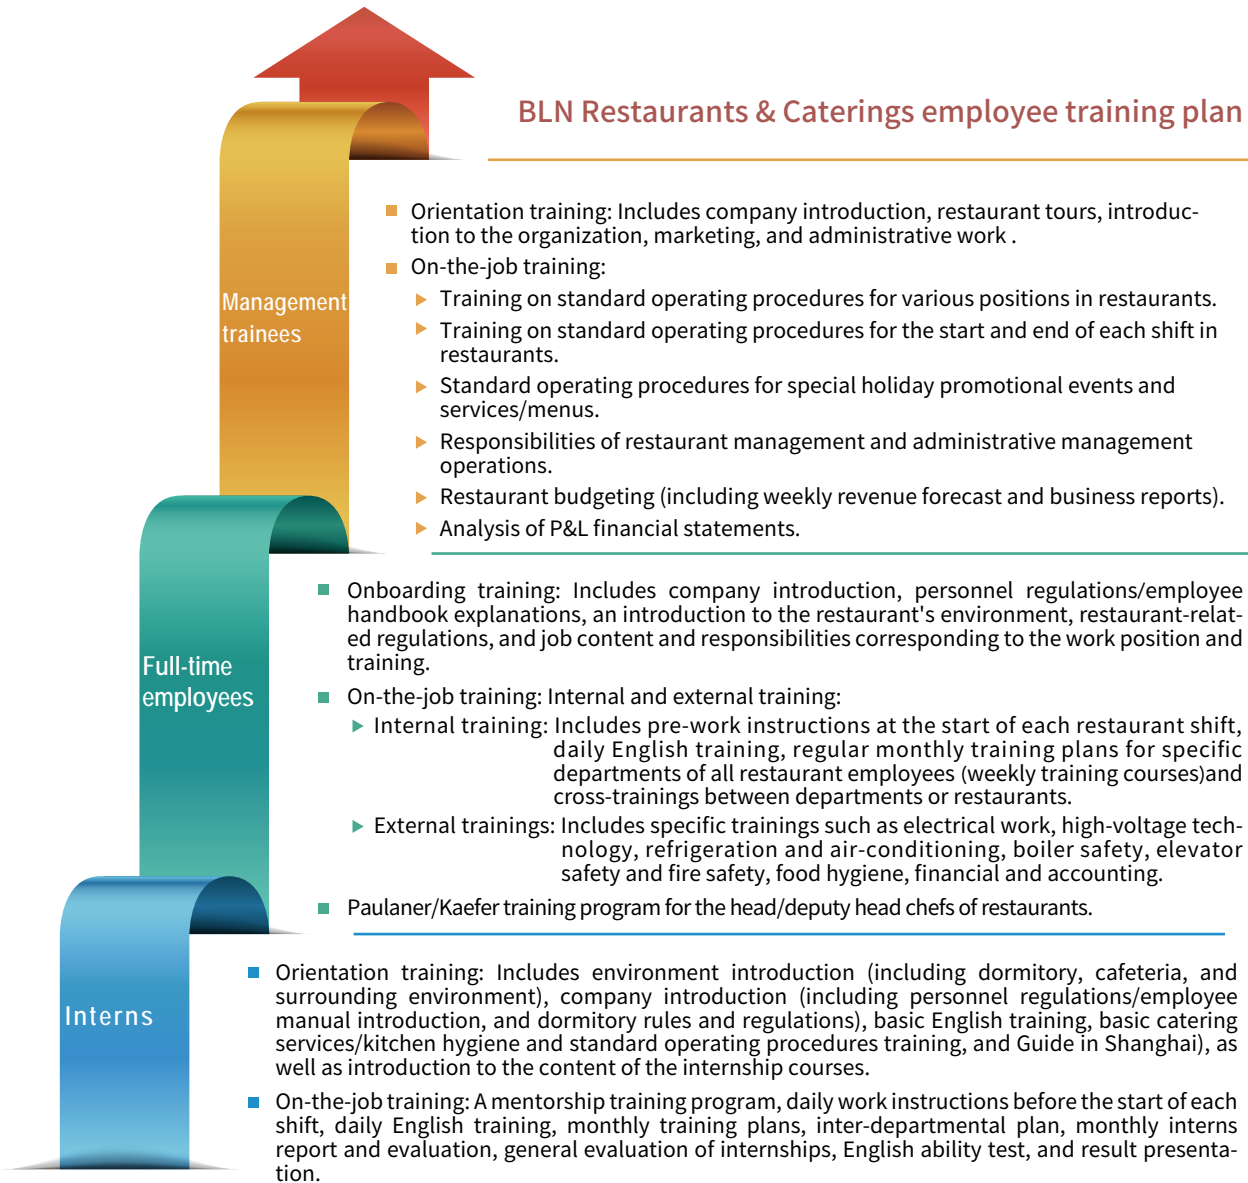 BLN Restaurants & Caterings employee training plan
Management
trainees
Orientation training: Includes company introduction, restaurant tours, introduc-
tion to the organization, marketing, and administrative work .
On-the-job training:
Training on standard operating procedures for various positions in restaurants.
Training on standard operating procedures for the start and end of each shift in
restaurants.
Standard operating procedures for special holiday promotional events and
services/menus.
Responsibilities of restaurant management and administrative management
operations.
Restaurant budgeting (including weekly revenue forecast and business reports).
Analysis of P&L financial statements.
Full-time
employees
Onboarding training: Includes company introduction, personnel regulations/employee
handbook explanations, an introduction to the restaurant's environment, restaurant-relat-
ed regulations, and job content and responsibilities corresponding to the work position and
training.
On-the-job training: Internal and external training:
Internal training: Includes pre-work instructions at the start of each restaurant shift,
daily English training, regular monthly training plans for specific
departments of all restaurant employees (weekly training courses)and
cross-trainings between departments or restaurants.
External trainings: Includes specific trainings such as electrical work, high-voltage tech-
nology, refrigeration and air-conditioning, boiler safety, elevator
safety and fire safety, food hygiene, financial and accounting.
Paulaner/Kaefer training program for the head/deputy head chefs of restaurants.
Interns
Orientation training: Includes environment introduction (including dormitory, cafeteria, and
surrounding environment), company introduction (including personnel regulations/employee
manual introduction, and dormitory rules and regulations), basic English training, basic catering
services/kitchen hygiene and standard operating procedures training, and Guide in Shanghai), as
well as introduction to the content of the internship courses.
On-the-job training: A mentorship training program, daily work instructions before the start of each
shift, daily English training, monthly training plans, inter-departmental plan, monthly interns
report and evaluation, general evaluation of internships, English ability test, and result presenta-
tion.